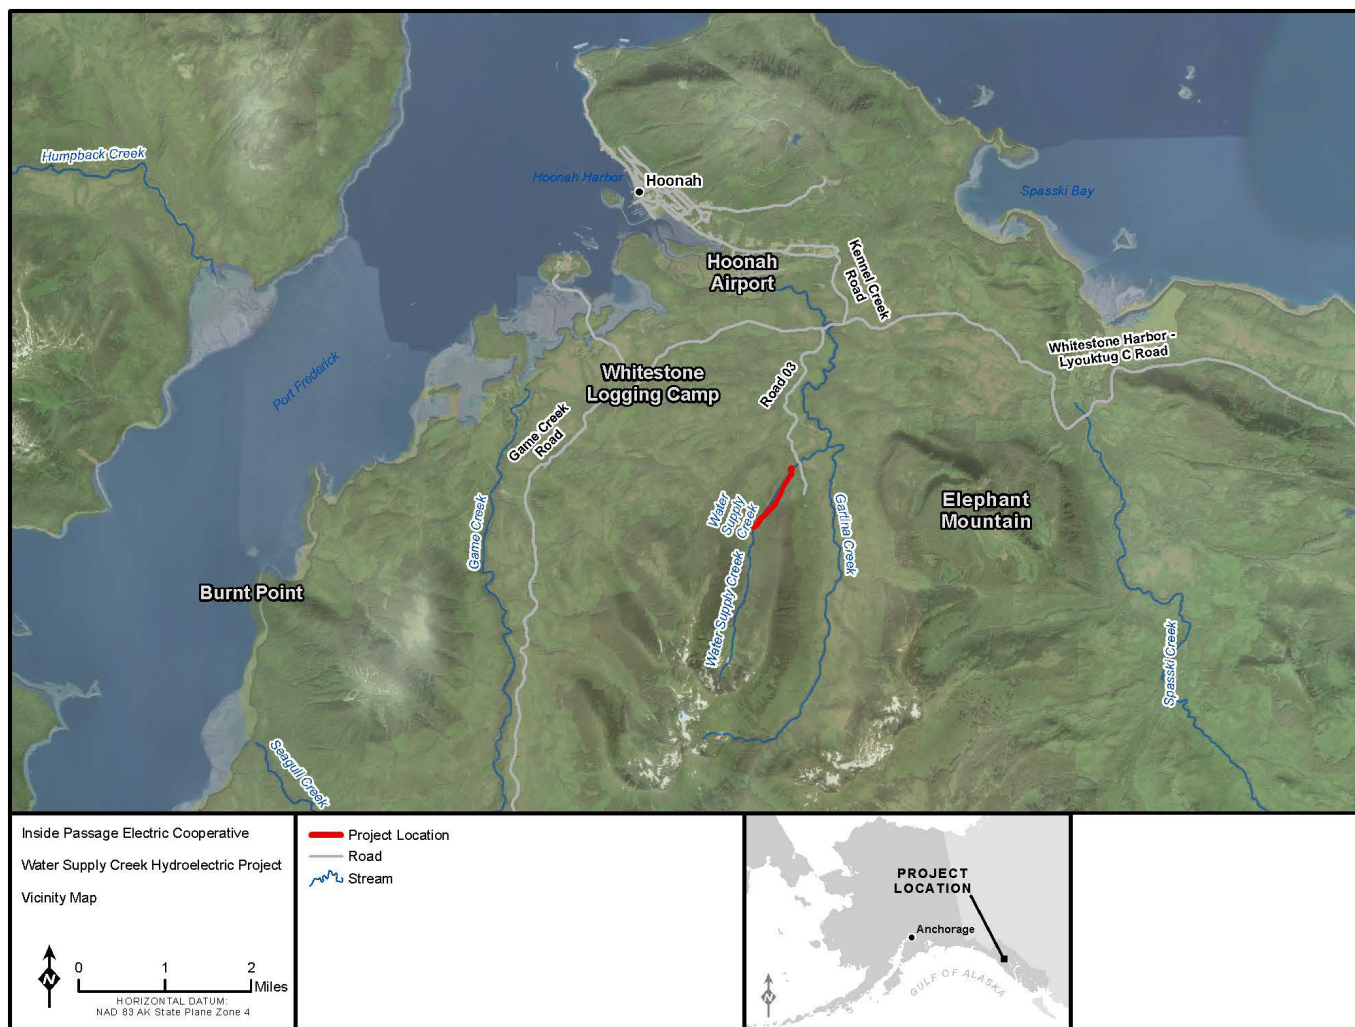 Humpback Creek
Hoonah Harbor
Hoonah
Spasski Bay
Hoonah
Airport
Kennel Creek
Road
Port Frederick
Whitestone Harbor -
Lyouktug C Road
Whitestone
Logging Camp
Road 03
Game Creek
Road
Water
Supply
Creek
Elephant
Mountain
Game Creek
Gartina Creek
Burnt Point
Water Supply Creek
Spasski Creek
Seagull Creek
Inside Passage Electric Cooperative
Water Supply Creek Hydroelectric Project
Vicinity Map
N
0 1 2
Miles
HORIZONTAL DATUM:
NAD 83 AK State Plane Zone 4
Project Location
Road
Stream
PROJECT
LOCATION
Anchorage
GULF OF ALASKA
N